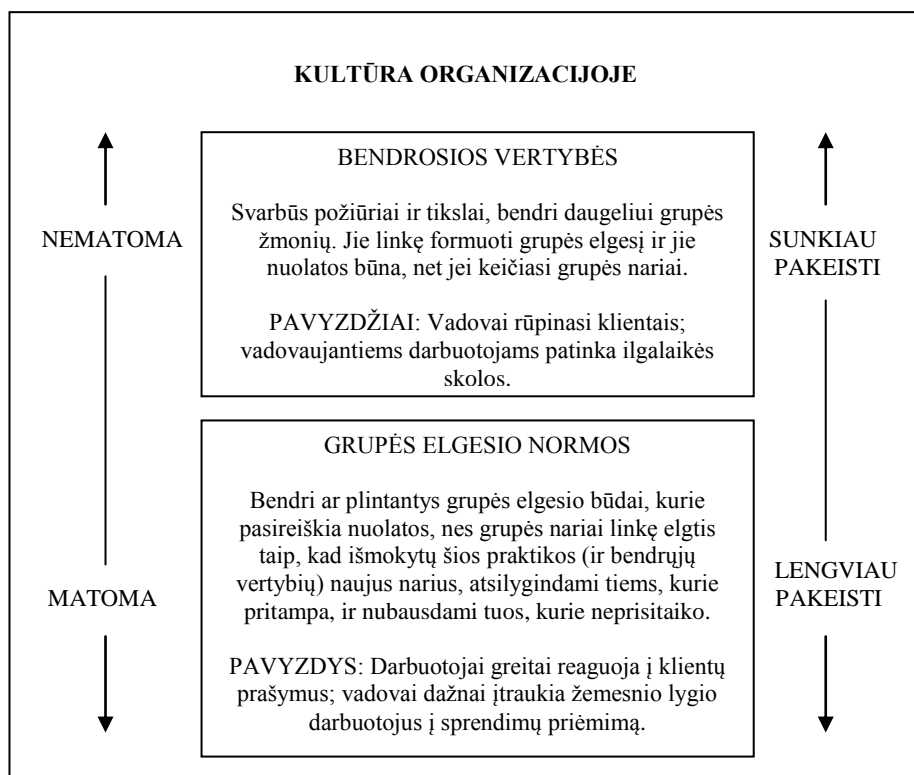 KULTŪRA ORGANIZACIJOJE
BENDROSIOS VERTYBĖS
Svarbūs požiūriai ir tikslai, bendri daugeliui grupės
žmonių. Jie linkę formuoti grupės elgesį ir jie
nuolatos būna, net jei keičiasi grupės nariai.
PAVYZDŽIAI: Vadovai rūpinasi klientais;
vadovaujantiems darbuotojams patinka ilgalaikės
skolos.
NEMATOMA
SUNKIAU
PAKEISTI
GRUPĖS ELGESIO NORMOS
Bendri ar plintantys grupės elgesio būdai, kurie
pasireiškia nuolatos, nes grupės nariai linkę elgtis
taip, kad išmokytų šios praktikos (ir bendrųjų
vertybių) naujus narius, atsilygindami tiems, kurie
pritampa, ir nubausdami tuos, kurie neprisitaiko.
PAVYZDYS: Darbuotojai greitai reaguoja į klientų
prašymus; vadovai dažnai įtraukia žemesnio lygio
darbuotojus į sprendimų priėmimą.
MATOMA
LENGVIAU
PAKEISTI